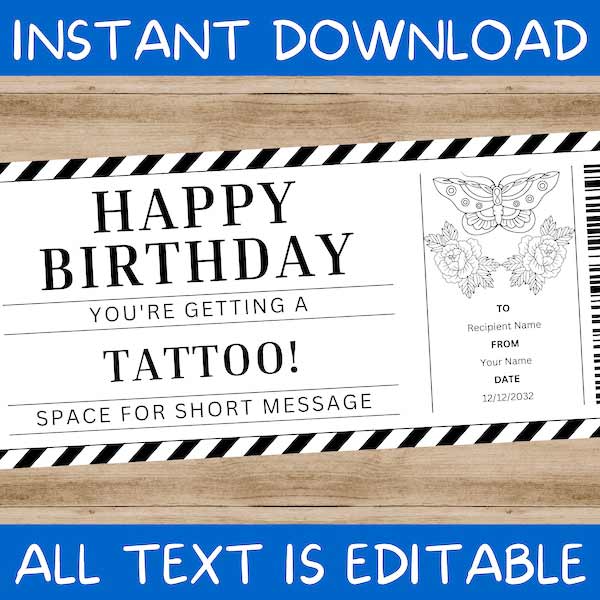 INSTANT DOWNLOAD
HAPPY
BIRTHDAY
YOU'RE GETTING A
TATTOO!
SPACE FOR SHORT MESSAGE
TO
Recipient Name
FROM
Your Name
DATE
12/12/2032
ALL TEXT IS EDITABLE